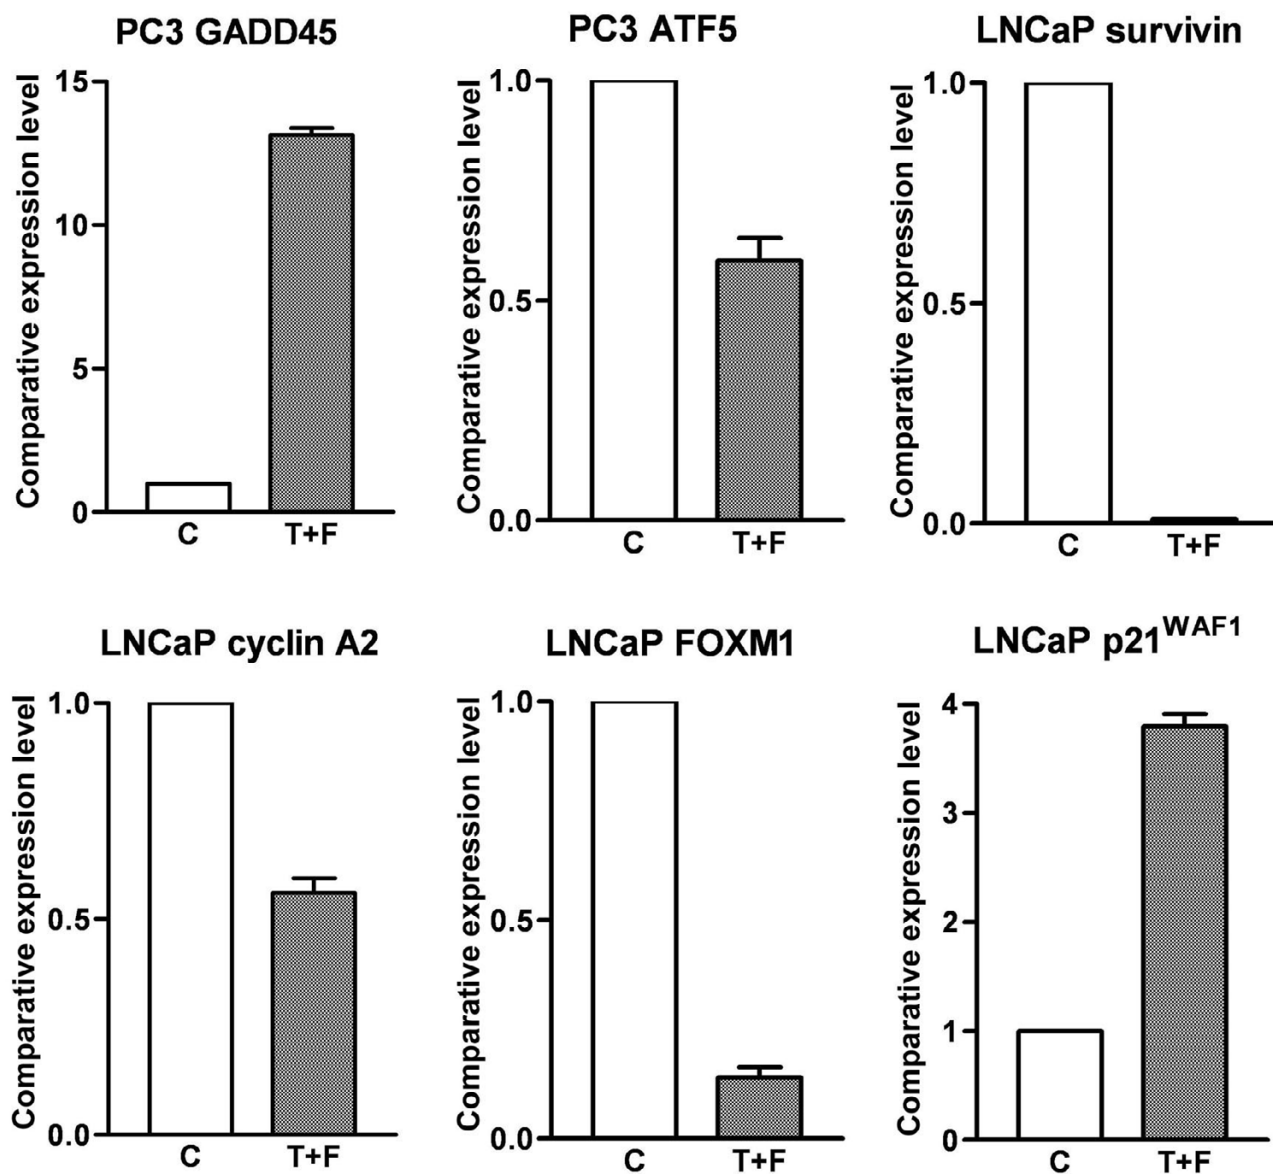 PC3 GADD45
Comparative expression level
15
10
5
0
C
T+F
PC3 ATF5
Comparative expression level
1.0
0.5
0.0
C
T+F
LNCaP survivin
Comparative expression level
1.0
0.5
0.0
C
T+F
LNCaP cyclin A2
Comparative expression level
1.0
0.5
0.0
C
T+F
LNCaP FOXM1
Comparative expression level
1.0
0.5
0.0
C
T+F
LNCaP p21WAF1
Comparative expression level
4
3
2
1
0
C
T+F